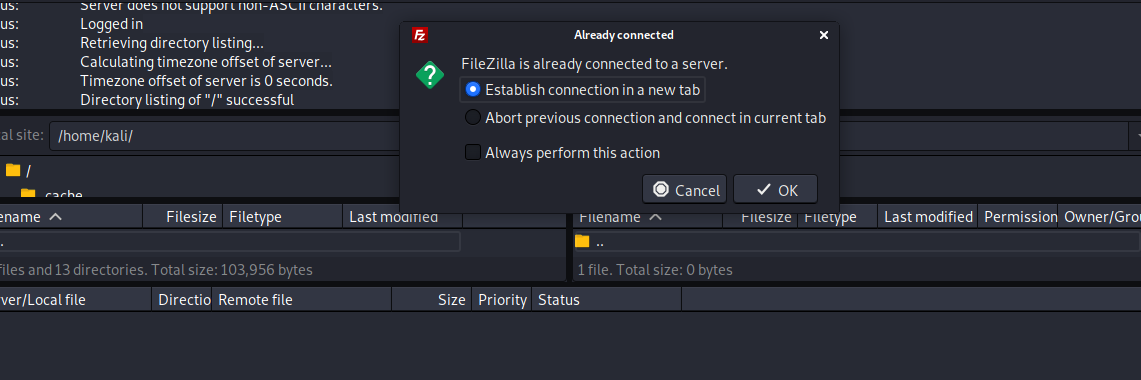 us: Server does not support non-ASCII characters.
us: Logged in
us: Retrieving directory listing...
us: Calculating timezone offset of server...
us: Timezone offset of server is 0 seconds.
us: Directory listing of "/" successful
Already connected
FileZilla is already connected to a server.
Establish connection in a new tab
Abort previous connection and connect in current tab
Always perform this action
Cancel OK
al site: /home/kali/
/
.cache
ename Filesize Filetype Last modified
Filename Filesize Filetype Last modified Permission Owner/Grou
..
files and 13 directories. Total size: 103,956 bytes
1 file. Total size: 0 bytes
ver/Local file Directio Remote file Size Priority Status